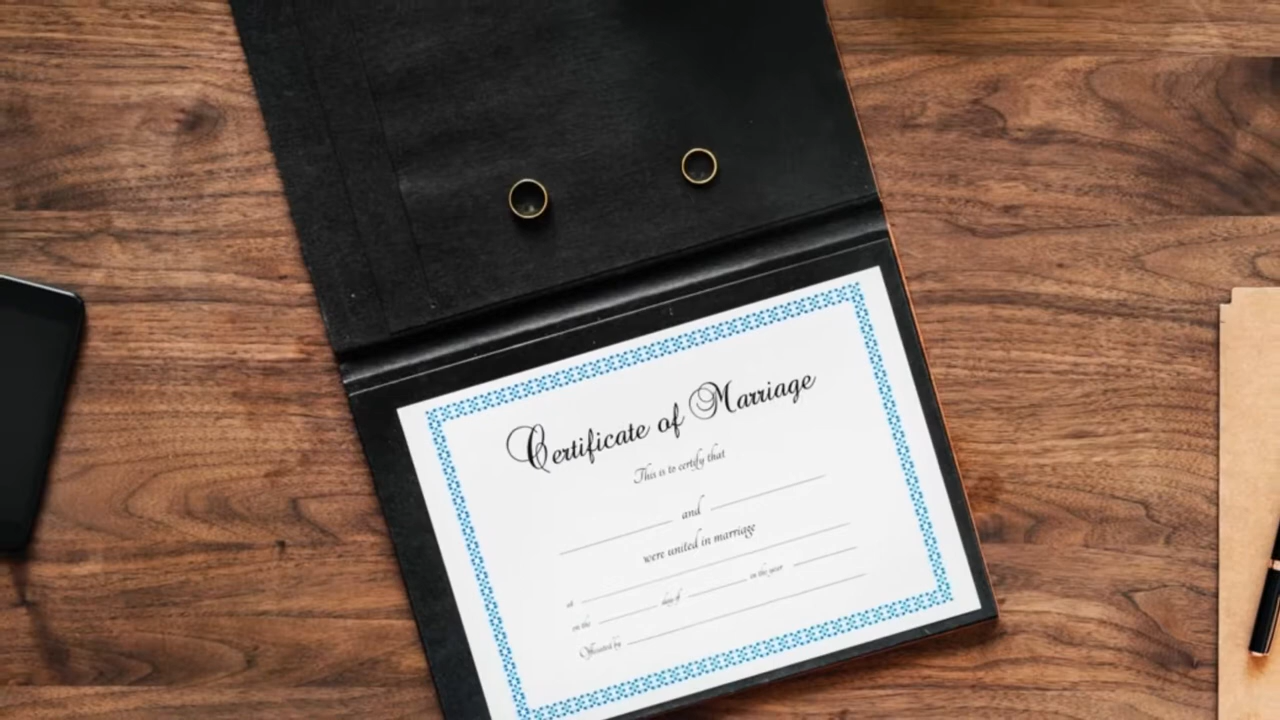 Certificate of Marriage
This is to certify that
and
were united in marriage
at
on the day of in the year
Officiated by